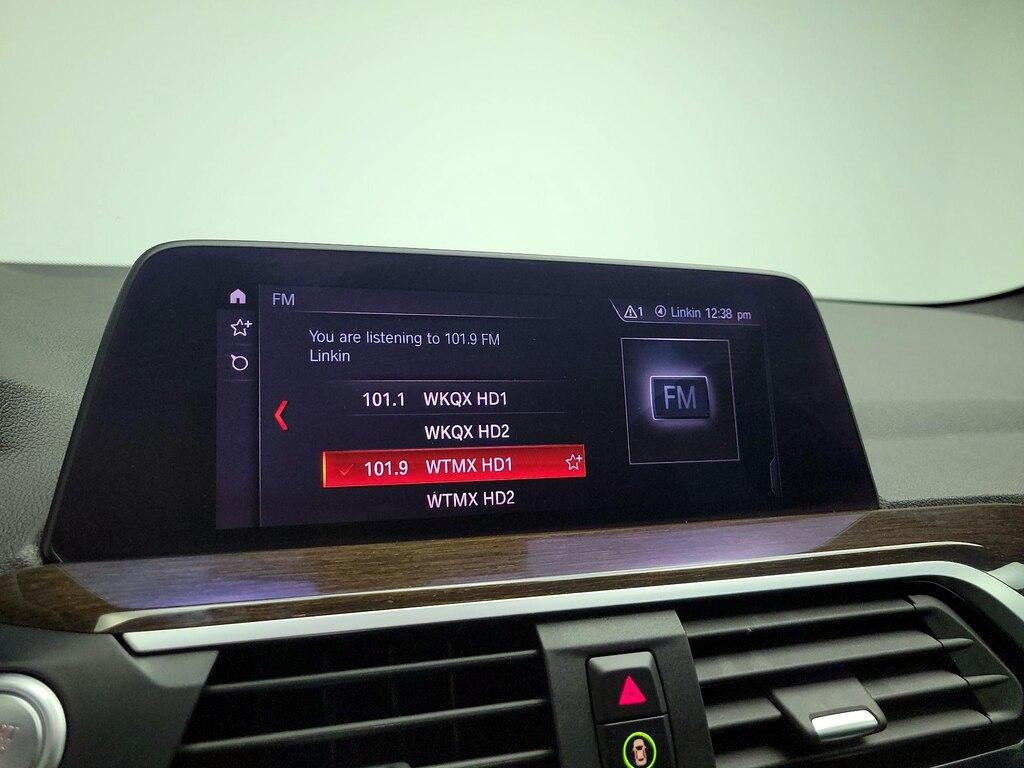 FM
1 Linkin 12:38 pm
You are listening to 101.9 FM
Linkin
101.1 WKQX HD1
WKQX HD2
101.9 WTMX HD1
WTMX HD2
FM